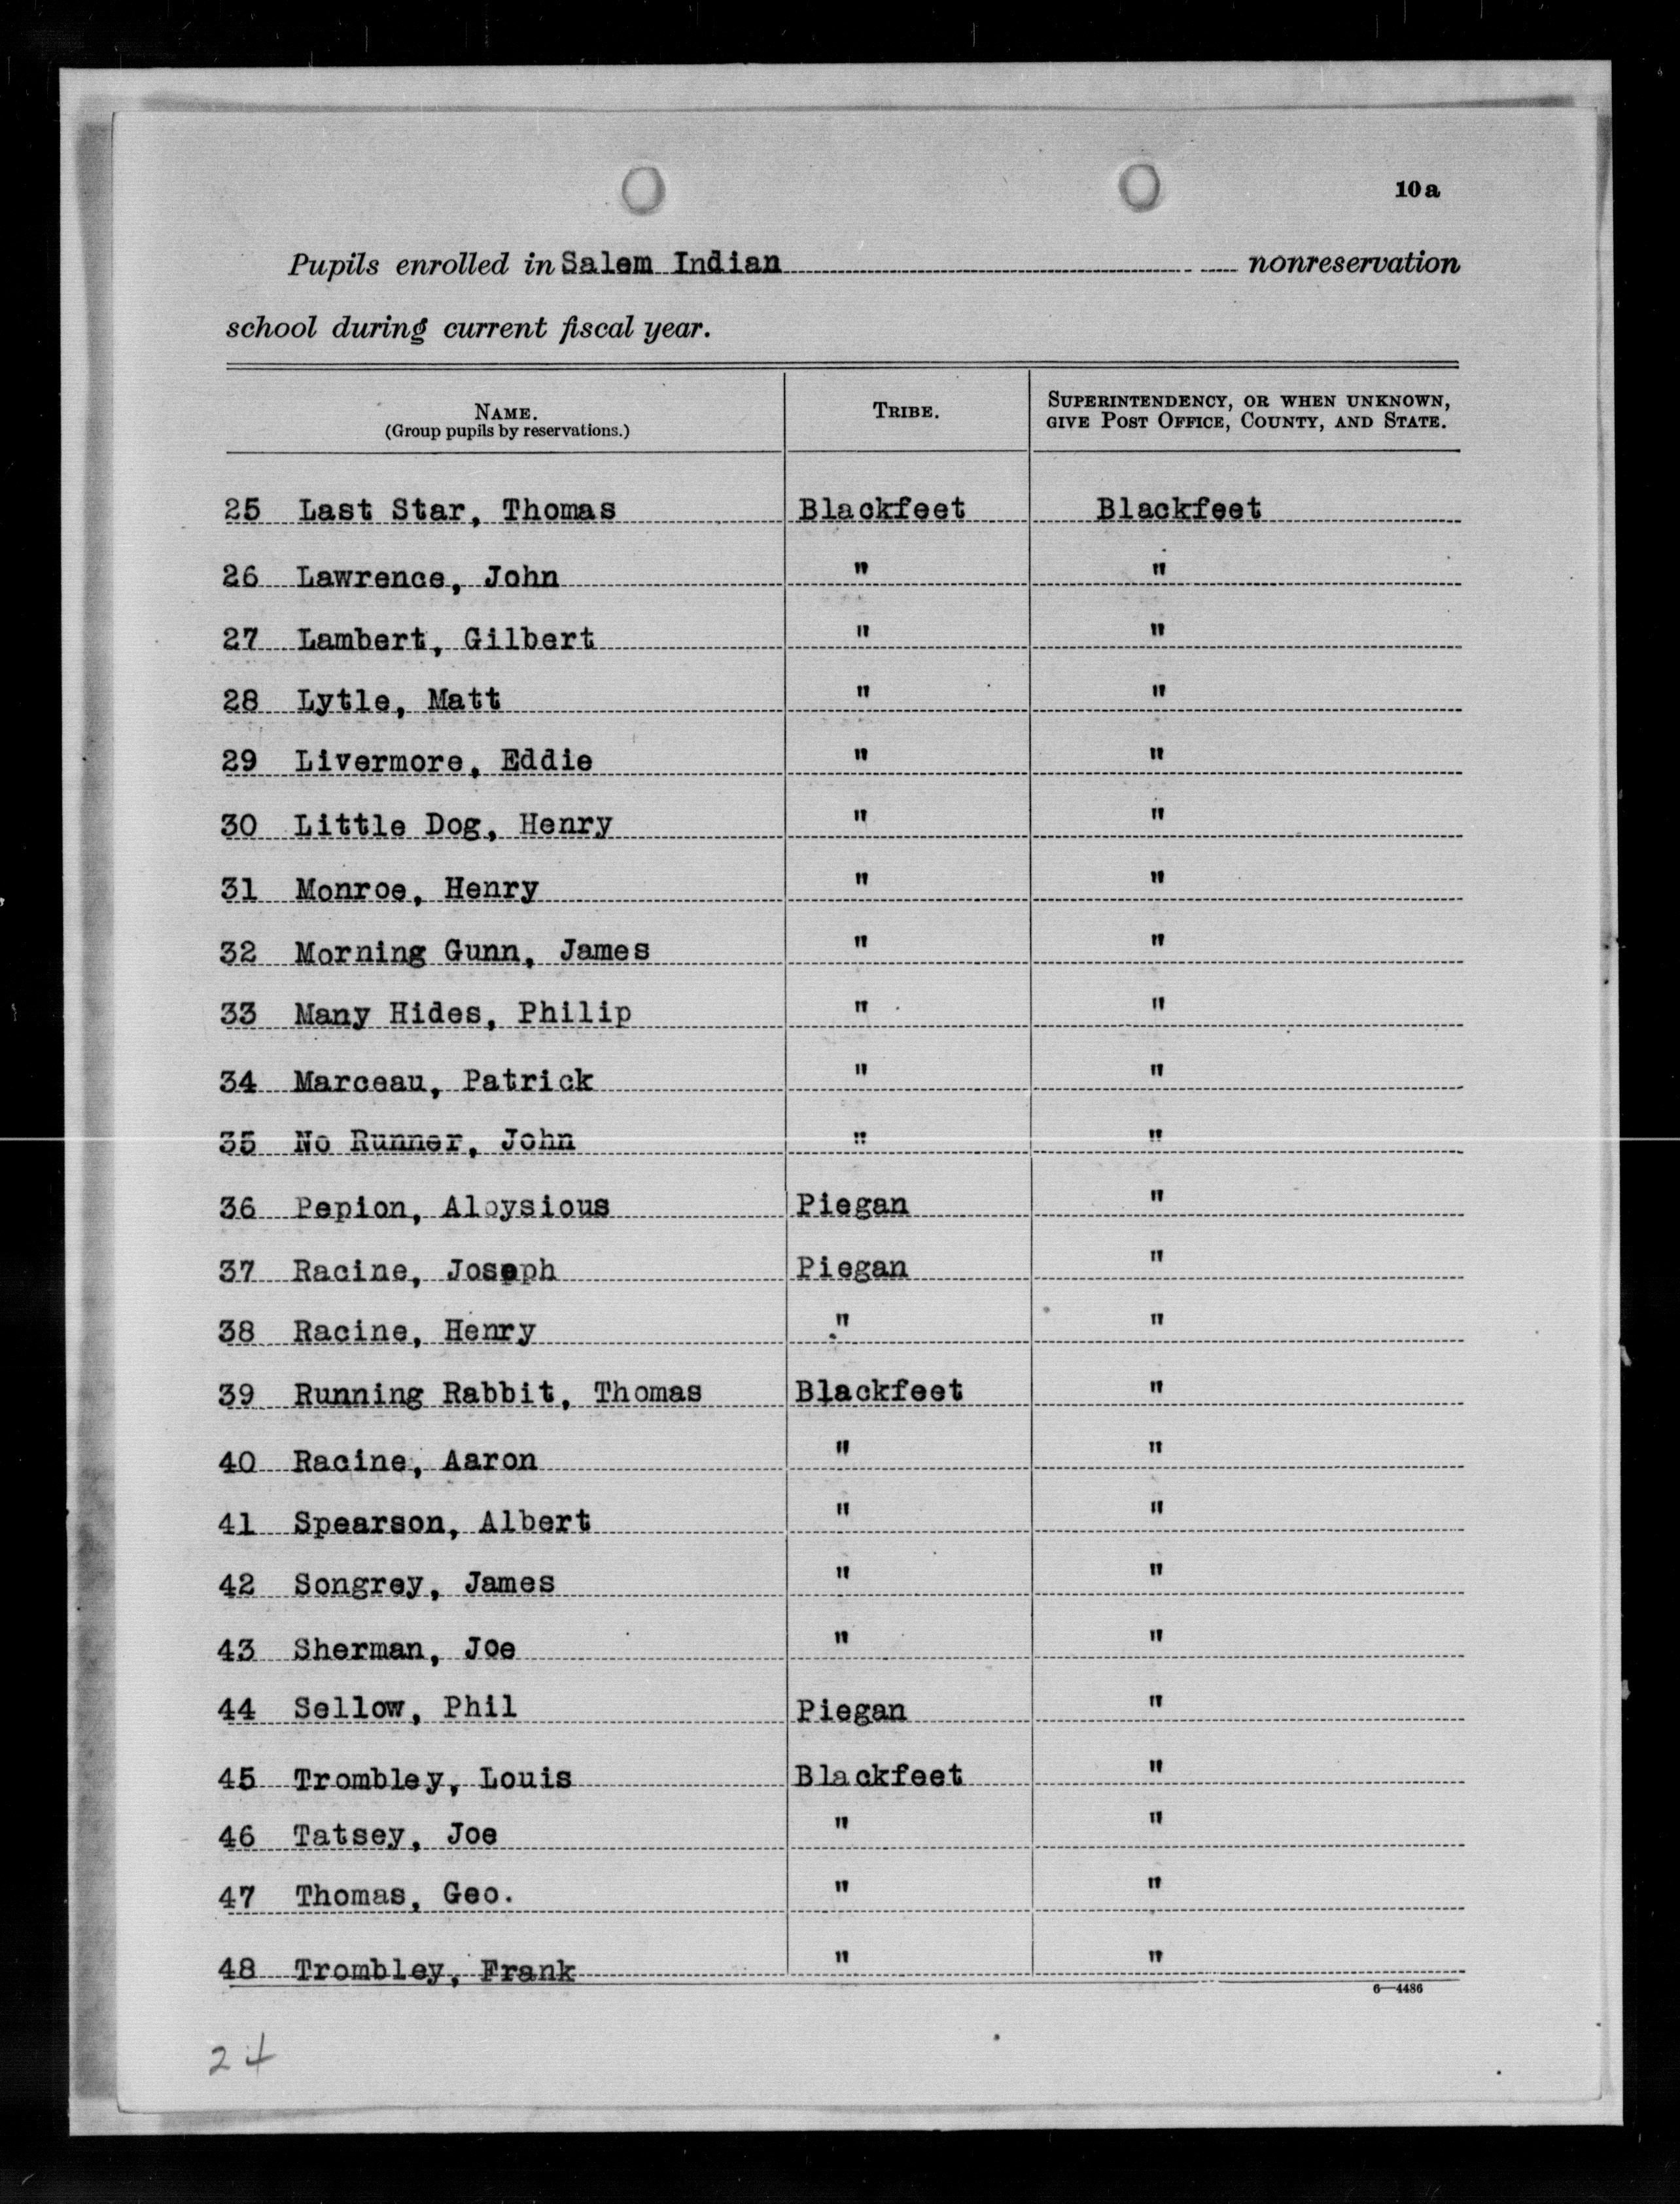 10a
Pupils enrolled in Salem Indian nonreservation
school during current fiscal year.
NAME. TRIBE. SUPERINTENDENCY, OR WHEN UNKNOWN,
(Group pupils by reservations.) GIVE POST OFFICE, COUNTY, AND STATE.
25 Last Star, Thomas Blackfeet Blackfeet
26 Lawrence, John " "
27 Lambert, Gilbert " "
28 Lytle, Matt " "
29 Livermore, Eddie " "
30 Little Dog, Henry " "
31 Monroe, Henry " "
32 Morning Gunn, James " "
33 Many Hides, Philip " "
34 Marceau, Patrick " "
35 No Runner, John " "
36 Pepion, Aloysious Piegan "
37 Racine, Joseph Piegan "
38 Racine, Henry " "
39 Running Rabbit, Thomas Blackfeet "
40 Racine, Aaron " "
41 Spearson, Albert " "
42 Songrey, James " "
43 Sherman, Joe " "
44 Sellow, Phil Piegan "
45 Trombley, Louis Blackfeet "
46 Tatsey, Joe " "
47 Thomas, Geo. " "
48 Trombley, Frank " "
6—4486
24